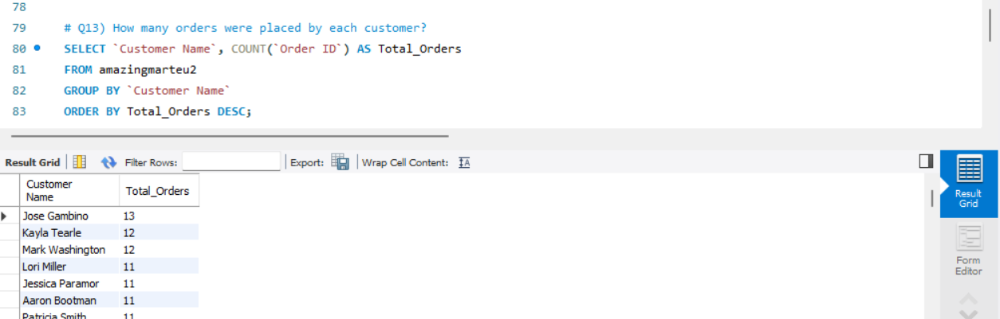 78
79 # Q13) How many orders were placed by each customer?
80 SELECT `Customer Name`, COUNT(`Order ID`) AS Total_Orders
81 FROM amazingmarteu2
82 GROUP BY `Customer Name`
83 ORDER BY Total_Orders DESC;
Result Grid Filter Rows: Export: Wrap Cell Content: IA
Customer
Name Total_Orders
Jose Gambino 13
Kayla Tearle 12
Mark Washington 12
Lori Miller 11
Jessica Paramor 11
Aaron Bootman 11
Patricia Smith 11
Result
Grid
Form
Editor